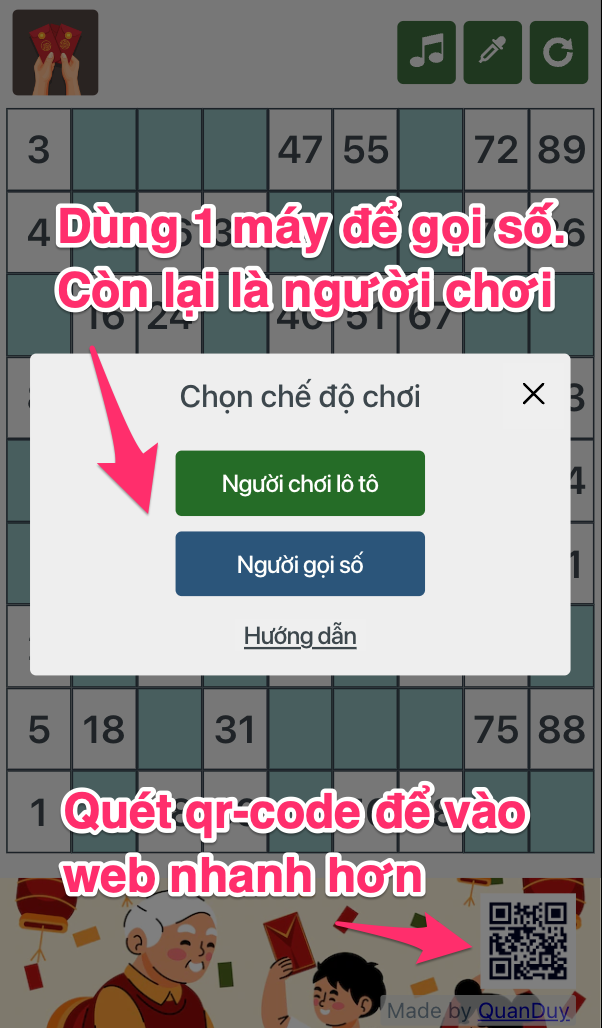 3 47 55 72 89
4
Dùng 1 máy để gọi số.
Còn lại là người chơi
16 24 51 67
Chọn chế độ chơi
Người chơi lô tô
Người gọi số
Hướng dẫn
5 18 31 75 88
1
Quét qr-code để vào
web nhanh hơn
Made by QuanDuy